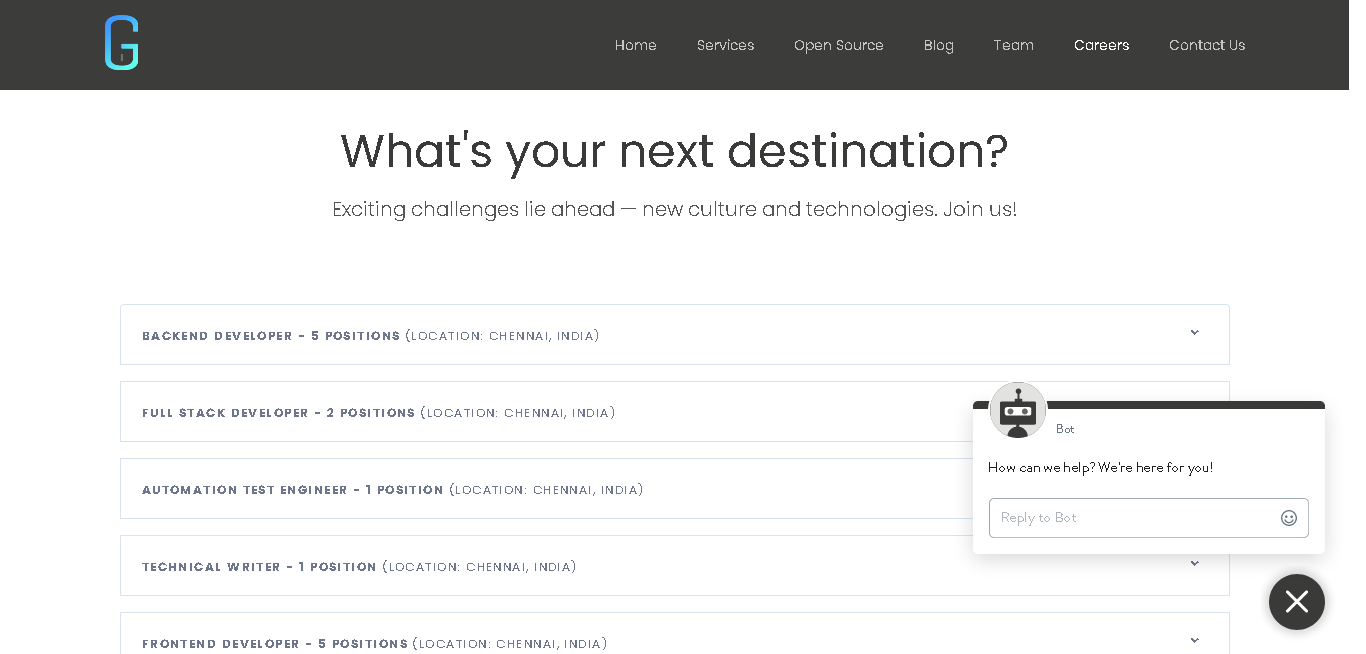 G
Home Services Open Source Blog Team Careers Contact Us
What's your next destination?
Exciting challenges lie ahead — new culture and technologies. Join us!
BACKEND DEVELOPER - 5 POSITIONS (LOCATION: CHENNAI, INDIA)
FULL STACK DEVELOPER - 2 POSITIONS (LOCATION: CHENNAI, INDIA)
AUTOMATION TEST ENGINEER - 1 POSITION (LOCATION: CHENNAI, INDIA)
TECHNICAL WRITER - 1 POSITION (LOCATION: CHENNAI, INDIA)
FRONTEND DEVELOPER - 5 POSITIONS (LOCATION: CHENNAI, INDIA)
Bot
How can we help? We're here for you!
Reply to Bot